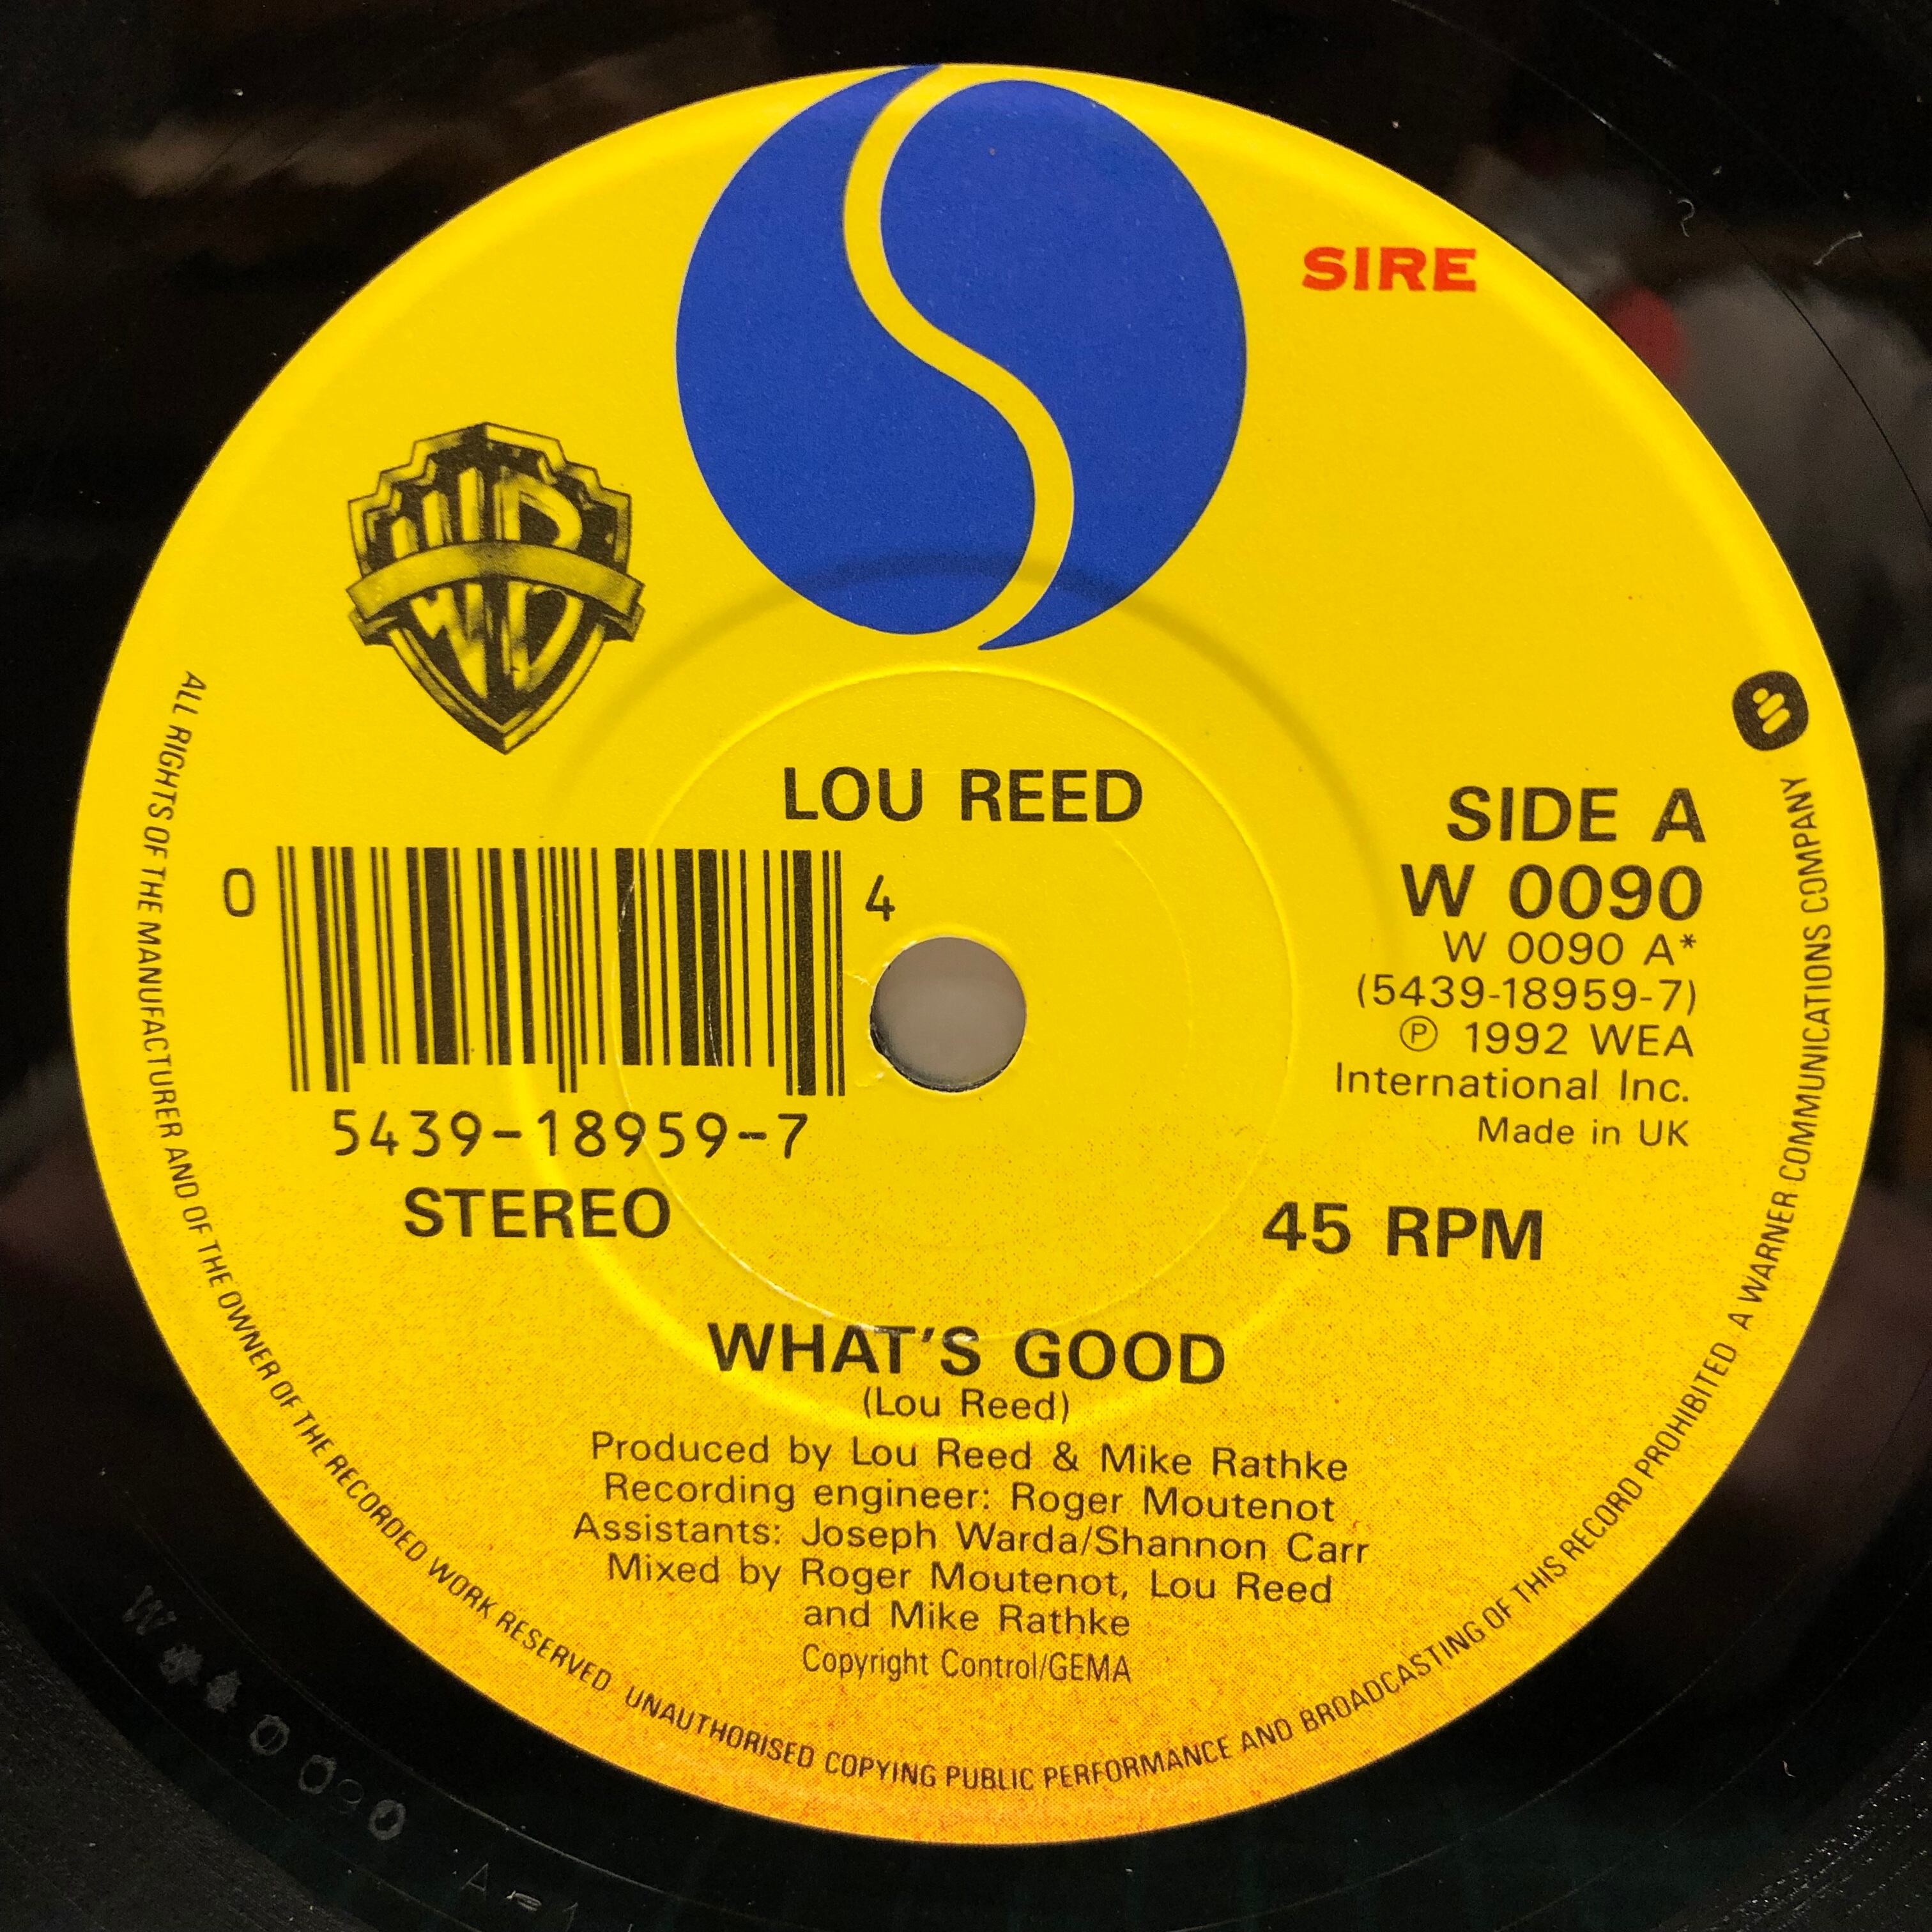 SIRE
LOU REED
SIDE A
W 0090
W 0090 A*
(5439-18959-7)
℗ 1992 WEA
International Inc.
Made in UK
0 4
5439-18959-7
STEREO
45 RPM
WHAT'S GOOD
(Lou Reed)
Produced by Lou Reed & Mike Rathke
Recording engineer: Roger Moutenot
Assistants: Joseph Warda/Shannon Carr
Mixed by Roger Moutenot, Lou Reed
and Mike Rathke
Copyright Control/GEMA
ALL RIGHTS OF THE MANUFACTURER AND OF THE OWNER OF THE RECORDED WORK RESERVED UNAUTHORISED COPYING PUBLIC PERFORMANCE AND BROADCASTING OF THIS RECORD PROHIBITED A WARNER COMMUNICATIONS COMPANY